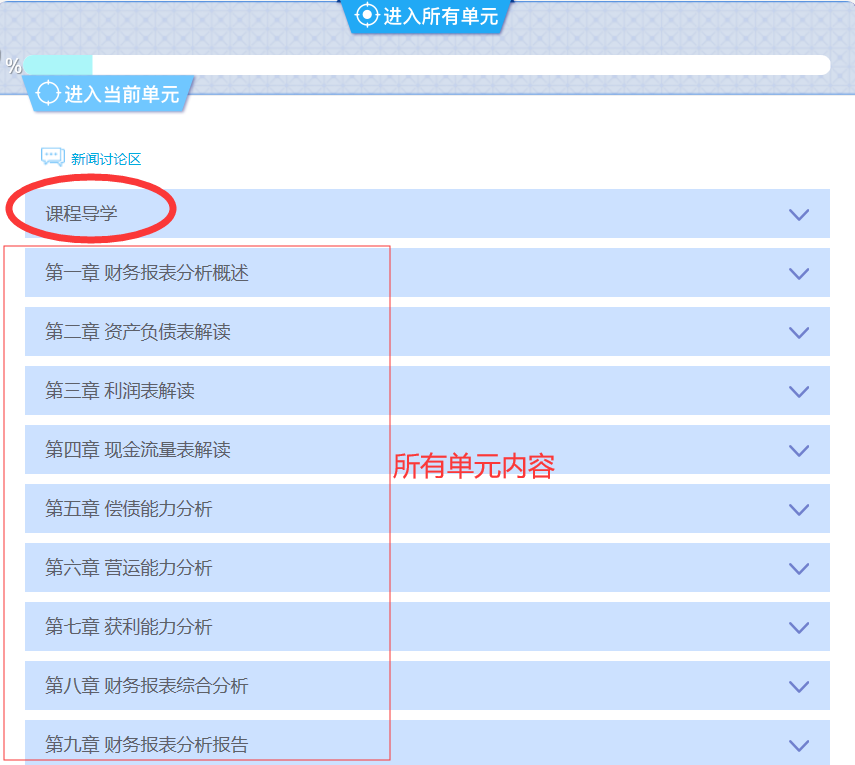 进入所有单元
%
进入当前单元
新闻讨论区
课程导学
第一章 财务报表分析概述
第二章 资产负债表解读
第三章 利润表解读
第四章 现金流量表解读
所有单元内容
第五章 偿债能力分析
第六章 营运能力分析
第七章 获利能力分析
第八章 财务报表综合分析
第九章 财务报表分析报告